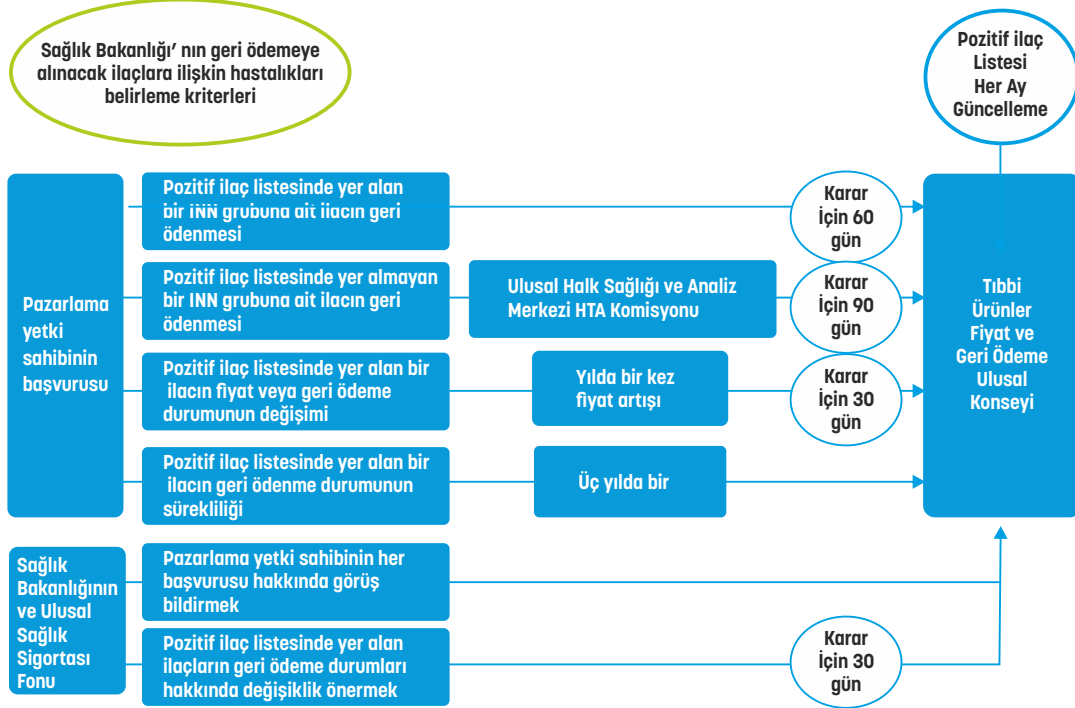 Sağlık Bakanlığı' nın geri ödemeye
alınacak ilaçlara ilişkin hastalıkları
belirleme kriterleri
Pozitif ilaç
Listesi
Her Ay
Güncelleme
Pazarlama
yetki
sahibinin
başvurusu
Pozitif ilaç listesinde yer alan
bir INN grubuna ait ilacın geri
ödenmesi
Karar
İçin 60
gün
Pozitif ilaç listesinde yer almayan
bir INN grubuna ait ilacın geri
ödenmesi
Ulusal Halk Sağlığı ve Analiz
Merkezi HTA Komisyonu
Karar
İçin 90
gün
Pozitif ilaç listesinde yer alan bir
ilacın fiyat veya geri ödeme
durumunun değişimi
Yılda bir kez
fiyat artışı
Karar
İçin 30
gün
Pozitif ilaç listesinde yer alan bir
ilacın geri ödenme durumunun
sürekliliği
Üç yılda bir
Tıbbi
Ürünler
Fiyat ve
Geri Ödeme
Ulusal
Konseyi
Sağlık
Bakanlığının
ve Ulusal
Sağlık
Sigortası
Fonu
Pazarlama yetki sahibinin her
başvurusu hakkında görüş
bildirmek
Pozitif ilaç listesinde yer alan
ilaçların geri ödeme durumları
hakkında değişiklik önermek
Karar
İçin 30
gün